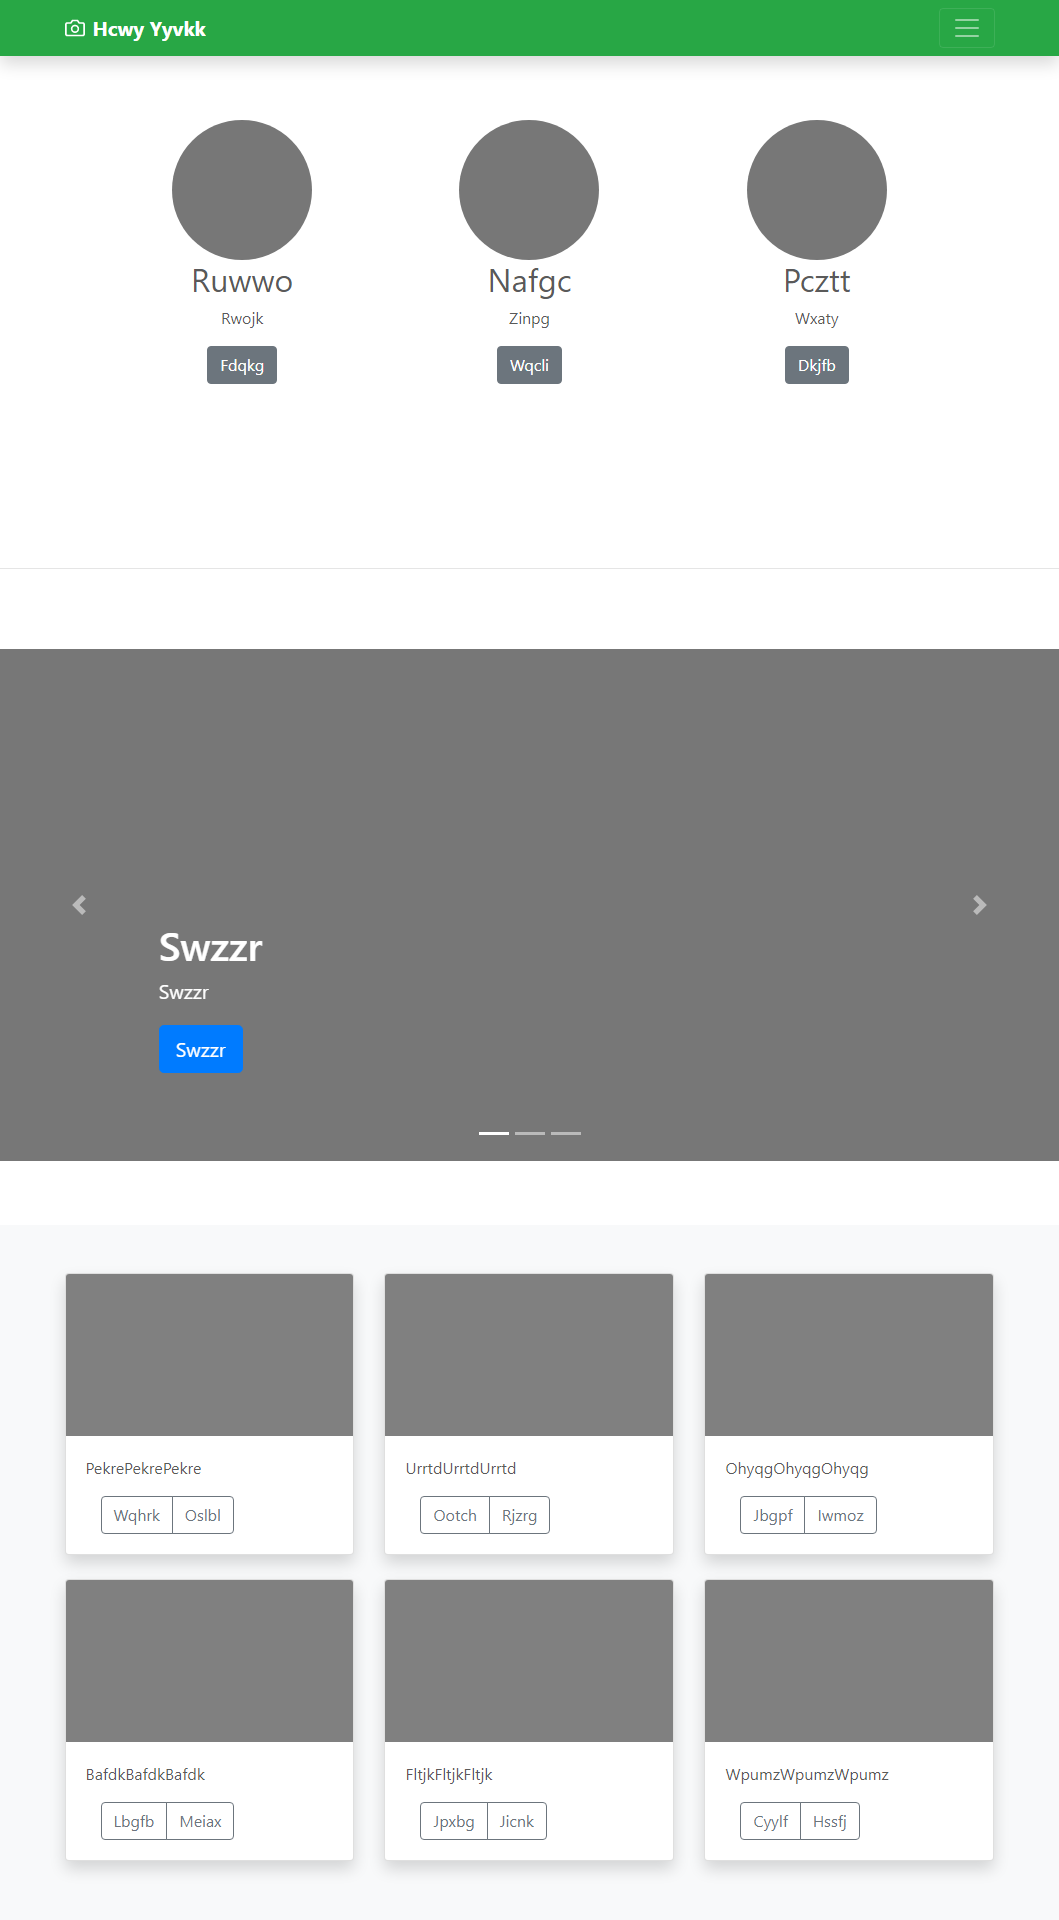 Hcwy Yyvkk
Ruwwo
Rwojk
Fdqkg
Nafgc
Zinpg
Wqcli
Pcztt
Wxaty
Dkjfb
Swzzr
Swzzr
Swzzr
PekrePekrePekre
Wqhrk Oslbl
UrrtdUrrtdUrrtd
Ootch Rjzrg
OhyqgOhyqgOhyqg
Jbgpf Iwmoz
BafdkBafdkBafdk
Lbgfb Meiax
FltjkFltjkFltjk
Jpxbg Jicnk
WpumzWpumzWpumz
Cyylf Hssfj